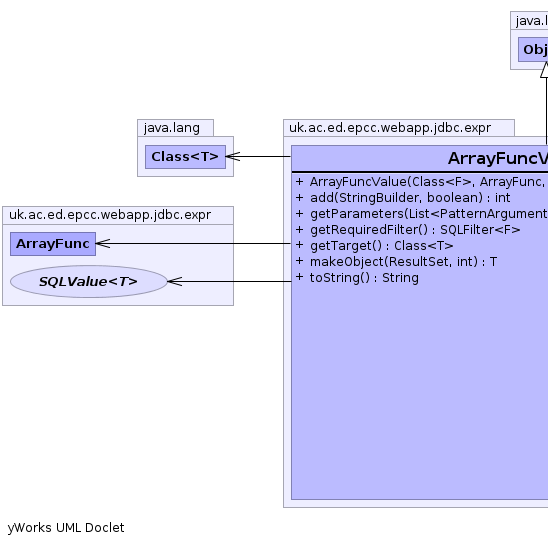 java.l
Obj
java.lang
Class<T>
uk.ac.ed.epcc.webapp.jdbc.expr
ArrayFuncV
+ ArrayFuncValue(Class<F>, ArrayFunc,
+ add(StringBuilder, boolean) : int
+ getParameters(List<PatternArgument
+ getRequiredFilter() : SQLFilter<F>
+ getTarget() : Class<T>
+ makeObject(ResultSet, int) : T
+ toString() : String
uk.ac.ed.epcc.webapp.jdbc.expr
ArrayFunc
SQLValue<T>
yWorks UML Doclet